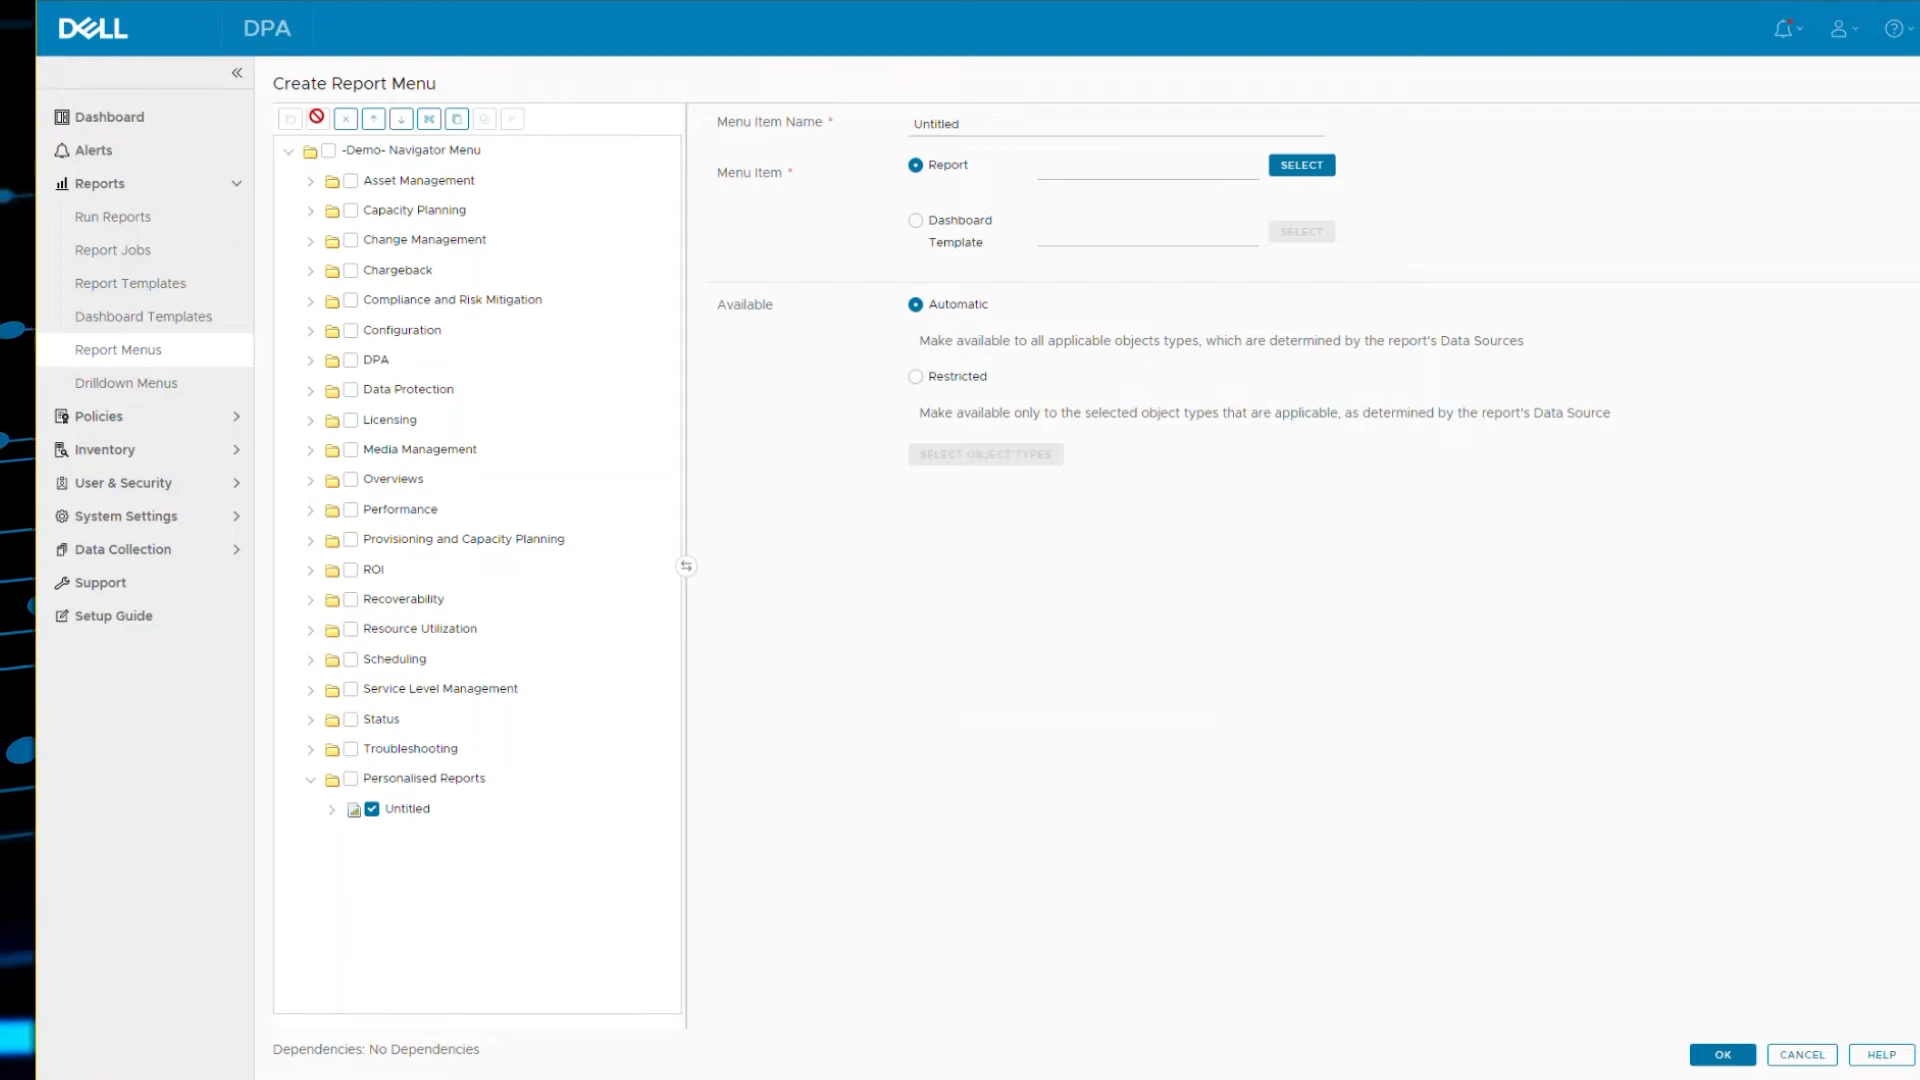 DELL
DPA
Create Report Menu
Dashboard
Alerts
Reports
Run Reports
Report Jobs
Report Templates
Dashboard Templates
Report Menus
Drilldown Menus
Policies
Inventory
User & Security
System Settings
Data Collection
Support
Setup Guide
-Demo- Navigator Menu
Asset Management
Capacity Planning
Change Management
Chargeback
Compliance and Risk Mitigation
Configuration
DPA
Data Protection
Licensing
Media Management
Overviews
Performance
Provisioning and Capacity Planning
ROI
Recoverability
Resource Utilization
Scheduling
Service Level Management
Status
Troubleshooting
Personalised Reports
Untitled
Menu Item Name *
Untitled
Menu Item *
Report
SELECT
Dashboard
Template
SELECT
Available
Automatic
Make available to all applicable objects types, which are determined by the report's Data Sources
Restricted
Make available only to the selected object types that are applicable, as determined by the report's Data Source
SELECT OBJECT TYPES
Dependencies: No Dependencies
OK
CANCEL
HELP